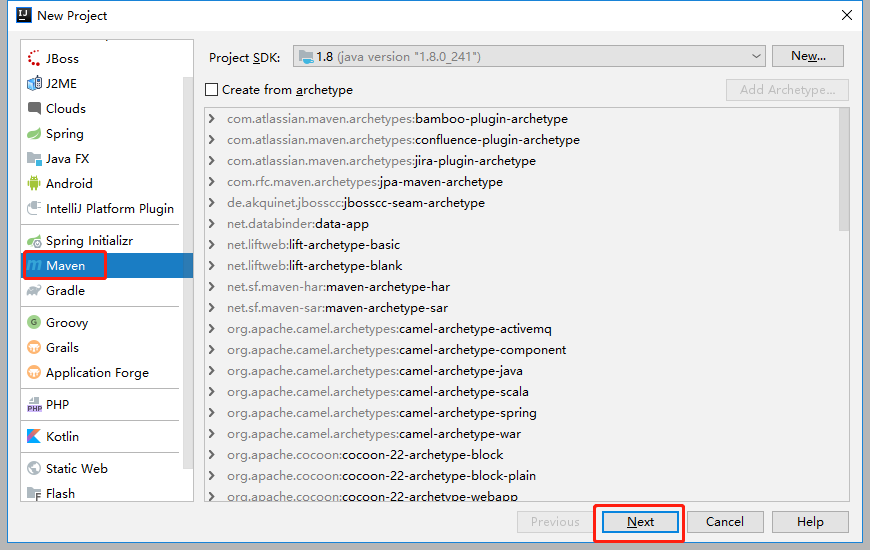 New Project
JBoss
J2ME
Clouds
Spring
Java FX
Android
IntelliJ Platform Plugin
Spring Initializr
Maven
Gradle
Groovy
Grails
Application Forge
PHP
Kotlin
Static Web
Flash
Project SDK: 1.8 (java version "1.8.0_241") New...
Create from archetype Add Archetype...
com.atlassian.maven.archetypes:bamboo-plugin-archetype
com.atlassian.maven.archetypes:confluence-plugin-archetype
com.atlassian.maven.archetypes:jira-plugin-archetype
com.rfc.maven.archetypes:jpa-maven-archetype
de.akquinet.jbosscc:jbosscc-seam-archetype
net.databinder:data-app
net.liftweb:lift-archetype-basic
net.liftweb:lift-archetype-blank
net.sf.maven-har:maven-archetype-har
net.sf.maven-sar:maven-archetype-sar
org.apache.camel.archetypes:camel-archetype-activemq
org.apache.camel.archetypes:camel-archetype-component
org.apache.camel.archetypes:camel-archetype-java
org.apache.camel.archetypes:camel-archetype-scala
org.apache.camel.archetypes:camel-archetype-spring
org.apache.camel.archetypes:camel-archetype-war
org.apache.cocoon:cocoon-22-archetype-block
org.apache.cocoon:cocoon-22-archetype-block-plain
org.apache.cocoon:cocoon-22-archetype-webapp
Previous Next Cancel Help